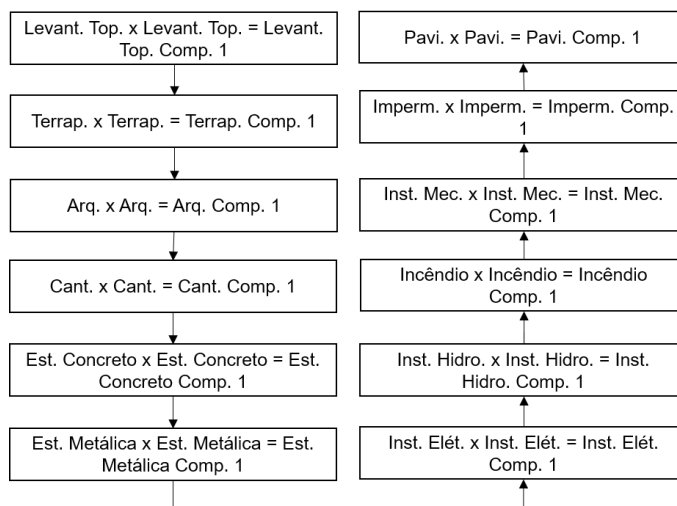 Levant. Top. x Levant. Top. = Levant.
Top. Comp. 1
Terrap. x Terrap. = Terrap. Comp. 1
Arq. x Arq. = Arq. Comp. 1
Cant. x Cant. = Cant. Comp. 1
Est. Concreto x Est. Concreto = Est.
Concreto Comp. 1
Est. Metálica x Est. Metálica = Est.
Metálica Comp. 1
Pavi. x Pavi. = Pavi. Comp. 1
Imperm. x Imperm. = Imperm. Comp.
1
Inst. Mec. x Inst. Mec. = Inst. Mec.
Comp. 1
Incêndio x Incêndio = Incêndio
Comp. 1
Inst. Hidro. x Inst. Hidro. = Inst.
Hidro. Comp. 1
Inst. Elét. x Inst. Elét. = Inst. Elét.
Comp. 1